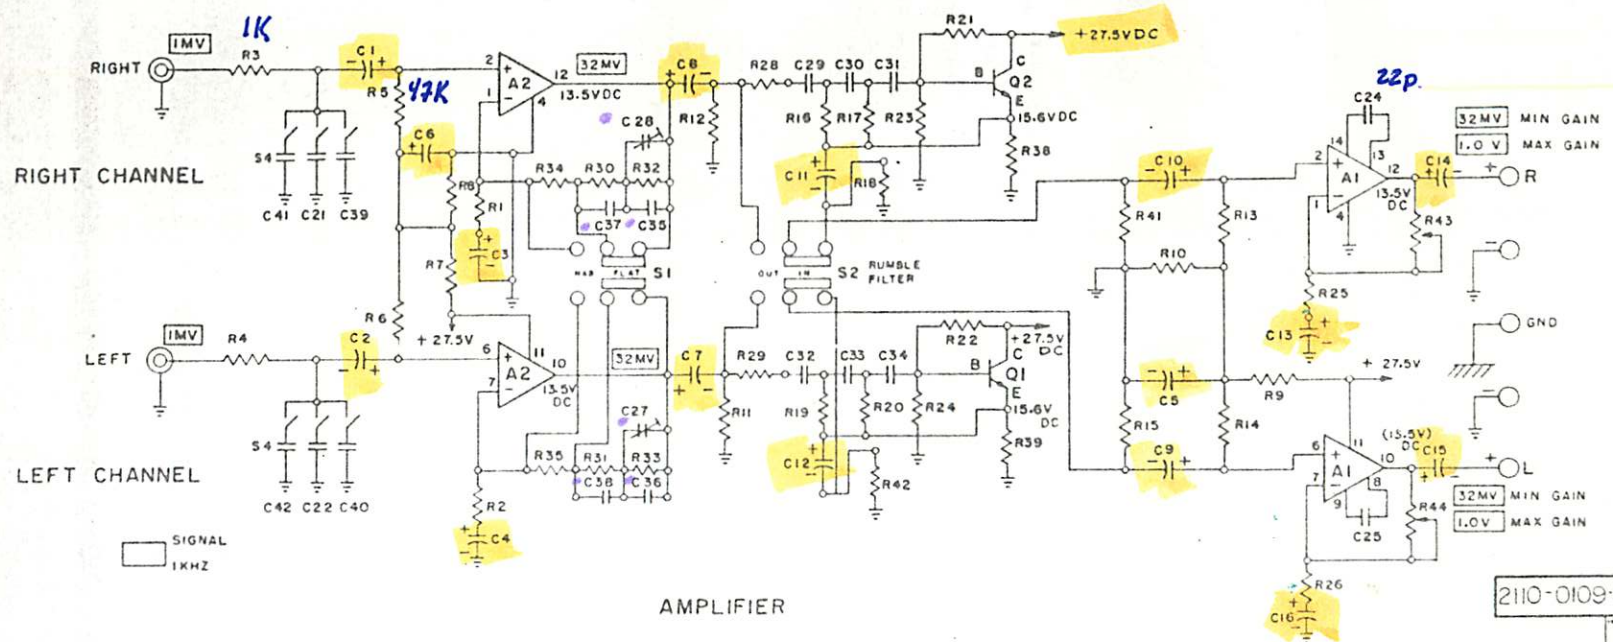 1K
1MV
R3
C1
- +
RIGHT
2
+
A2
1
-
4
12
32MV
13.5VDC
R5
47K
C6
+
S4
C41 C21 C39
RIGHT CHANNEL
R8
R1
C3
+
-
R7
R6
+ 27.5V
R34 R30 R32
C28
C37 C35
FLAT
S1
+ C8 -
R12
R28 C29 C30 C31
R21
+27.5VDC
B C Q2 E
15.6VDC
R16 R17 R23
R38
C11
+
-
R18
OUT IN
S2 RUMBLE
FILTER
C10
- +
R41 R13
R10
22p.
C24
14 13
2
+
A1
1
-
4
12
13.5V
DC
C14
+ -
+ R
32MV MIN GAIN
1.0 V MAX GAIN
R43
R25
C13
+
-
-
GND
-
1MV
R4
C2
- +
LEFT
6
+
A2
7
-
11
10
13.5V
DC
32MV
C7
+ -
R11
R29 C32 C33 C34
R22
+27.5V
DC
B C Q1 E
15.6V
DC
R19 R20 R24
R39
C12
+
-
R42
C27
R35 R31 R33
C38 C36
R2
C4
+
-
S4
C42 C22 C40
LEFT CHANNEL
C5
- +
R9
+ 27.5V
R15 R14
C9
- +
6
+
A1
7
-
11
10
9
8
(13.5V)
DC
C25
C15
+ -
+ L
32MV MIN GAIN
1.0V MAX GAIN
R44
R26
C16
+
-
SIGNAL
1KHZ
AMPLIFIER
2110-0109-